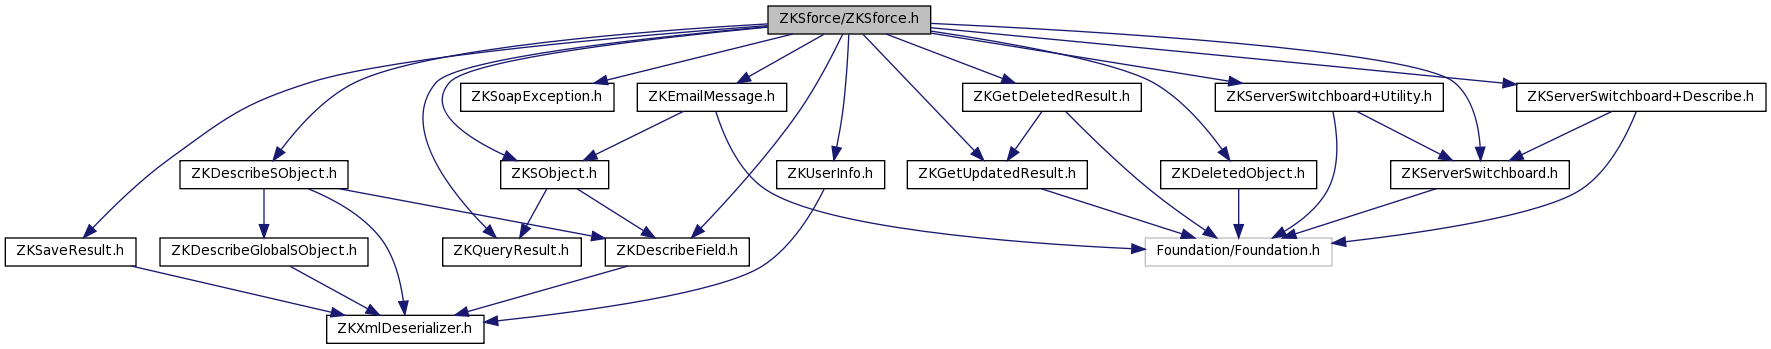 ZKSforce/ZKSforce.h
ZKSoapException.h
ZKEmailMessage.h
ZKGetDeletedResult.h
ZKServerSwitchboard+Utility.h
ZKServerSwitchboard+Describe.h
ZKDescribeSObject.h
ZKSObject.h
ZKUserInfo.h
ZKGetUpdatedResult.h
ZKDeletedObject.h
ZKServerSwitchboard.h
ZKSaveResult.h
ZKDescribeGlobalSObject.h
ZKQueryResult.h
ZKDescribeField.h
Foundation/Foundation.h
ZKXmlDeserializer.h